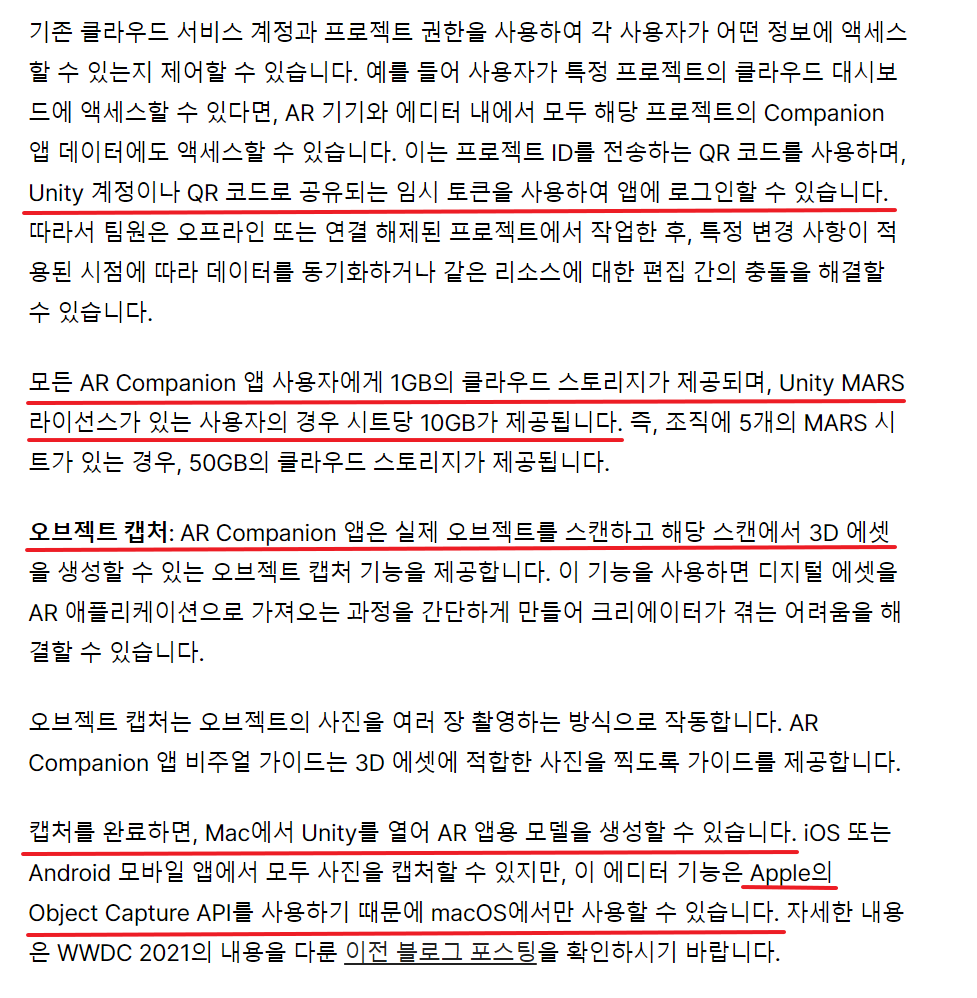 기존 클라우드 서비스 계정과 프로젝트 권한을 사용하여 각 사용자가 어떤 정보에 액세스
할 수 있는지 제어할 수 있습니다. 예를 들어 사용자가 특정 프로젝트의 클라우드 대시보
드에 액세스할 수 있다면, AR 기기와 에디터 내에서 모두 해당 프로젝트의 Companion
앱 데이터에도 액세스할 수 있습니다. 이는 프로젝트 ID를 전송하는 QR 코드를 사용하며,
Unity 계정이나 QR 코드로 공유되는 임시 토큰을 사용하여 앱에 로그인할 수 있습니다.
따라서 팀원은 오프라인 또는 연결 해제된 프로젝트에서 작업한 후, 특정 변경 사항이 적
용된 시점에 따라 데이터를 동기화하거나 같은 리소스에 대한 편집 간의 충돌을 해결할
수 있습니다.
모든 AR Companion 앱 사용자에게 1GB의 클라우드 스토리지가 제공되며, Unity MARS
라이선스가 있는 사용자의 경우 시트당 10GB가 제공됩니다. 즉, 조직에 5개의 MARS 시
트가 있는 경우, 50GB의 클라우드 스토리지가 제공됩니다.
오브젝트 캡처: AR Companion 앱은 실제 오브젝트를 스캔하고 해당 스캔에서 3D 에셋
을 생성할 수 있는 오브젝트 캡처 기능을 제공합니다. 이 기능을 사용하면 디지털 에셋을
AR 애플리케이션으로 가져오는 과정을 간단하게 만들어 크리에이터가 겪는 어려움을 해
결할 수 있습니다.
오브젝트 캡처는 오브젝트의 사진을 여러 장 촬영하는 방식으로 작동합니다. AR
Companion 앱 비주얼 가이드는 3D 에셋에 적합한 사진을 찍도록 가이드를 제공합니다.
캡처를 완료하면, Mac에서 Unity를 열어 AR 앱용 모델을 생성할 수 있습니다. iOS 또는
Android 모바일 앱에서 모두 사진을 캡처할 수 있지만, 이 에디터 기능은 Apple의
Object Capture API를 사용하기 때문에 macOS에서만 사용할 수 있습니다. 자세한 내용
은 WWDC 2021의 내용을 다룬 이전 블로그 포스팅을 확인하시기 바랍니다.